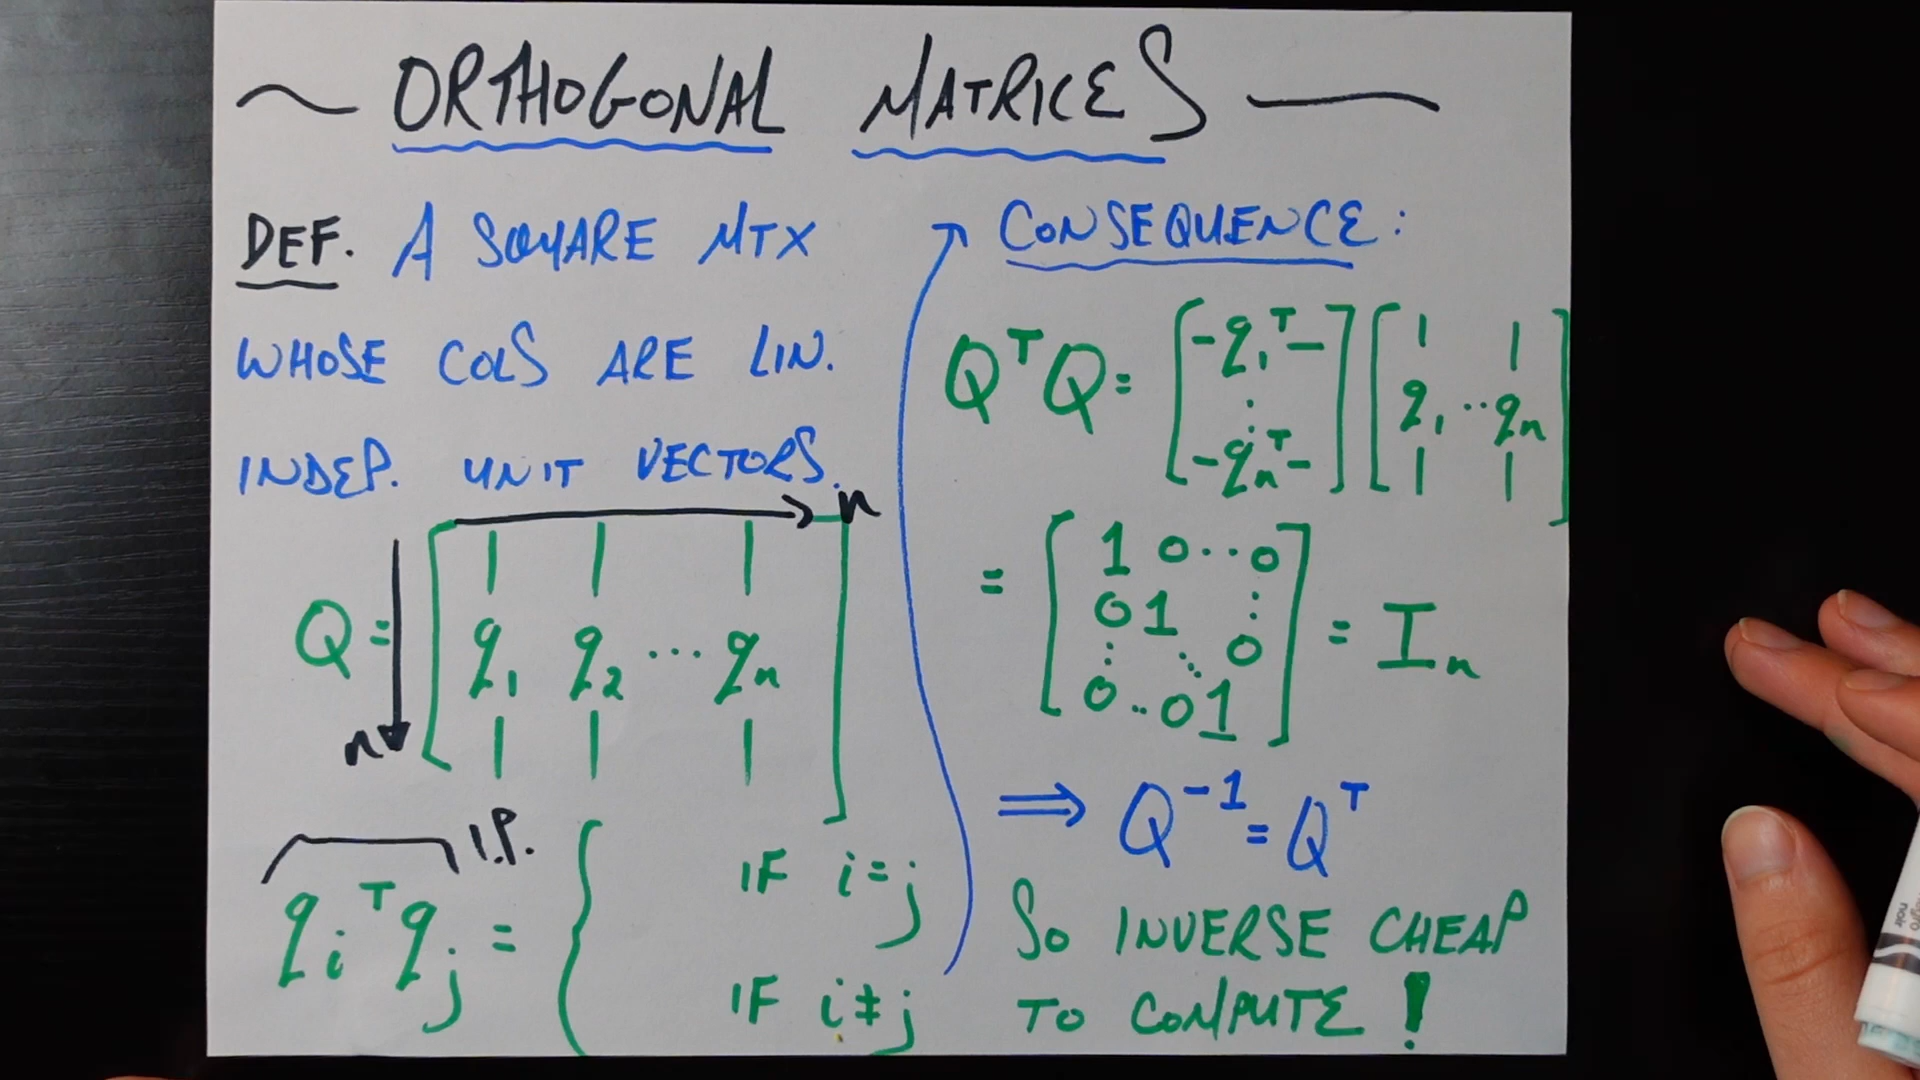 ~ ORTHOGONAL MATRICES —
DEF. A SQUARE MTX
WHOSE COLS ARE LIN.
INDEP. UNIT VECTORS.
n
Q = [ q₁ q₂ ··· qₙ ]
n
I.P.
qᵢᵀqⱼ = {
IF i=j
IF i≠j
CONSEQUENCE:
QᵀQ = [ -q₁ᵀ- ⋮ -qₙᵀ- ] [ q₁ ·· qₙ ]
= [ 1 0 ·· 0
0 1 ⋮
⋮ ⋱ 0
0 ·· 0 1 ] = Iₙ
⟹ Q⁻¹ = Qᵀ
SO INVERSE CHEAP
TO COMPUTE!
noir